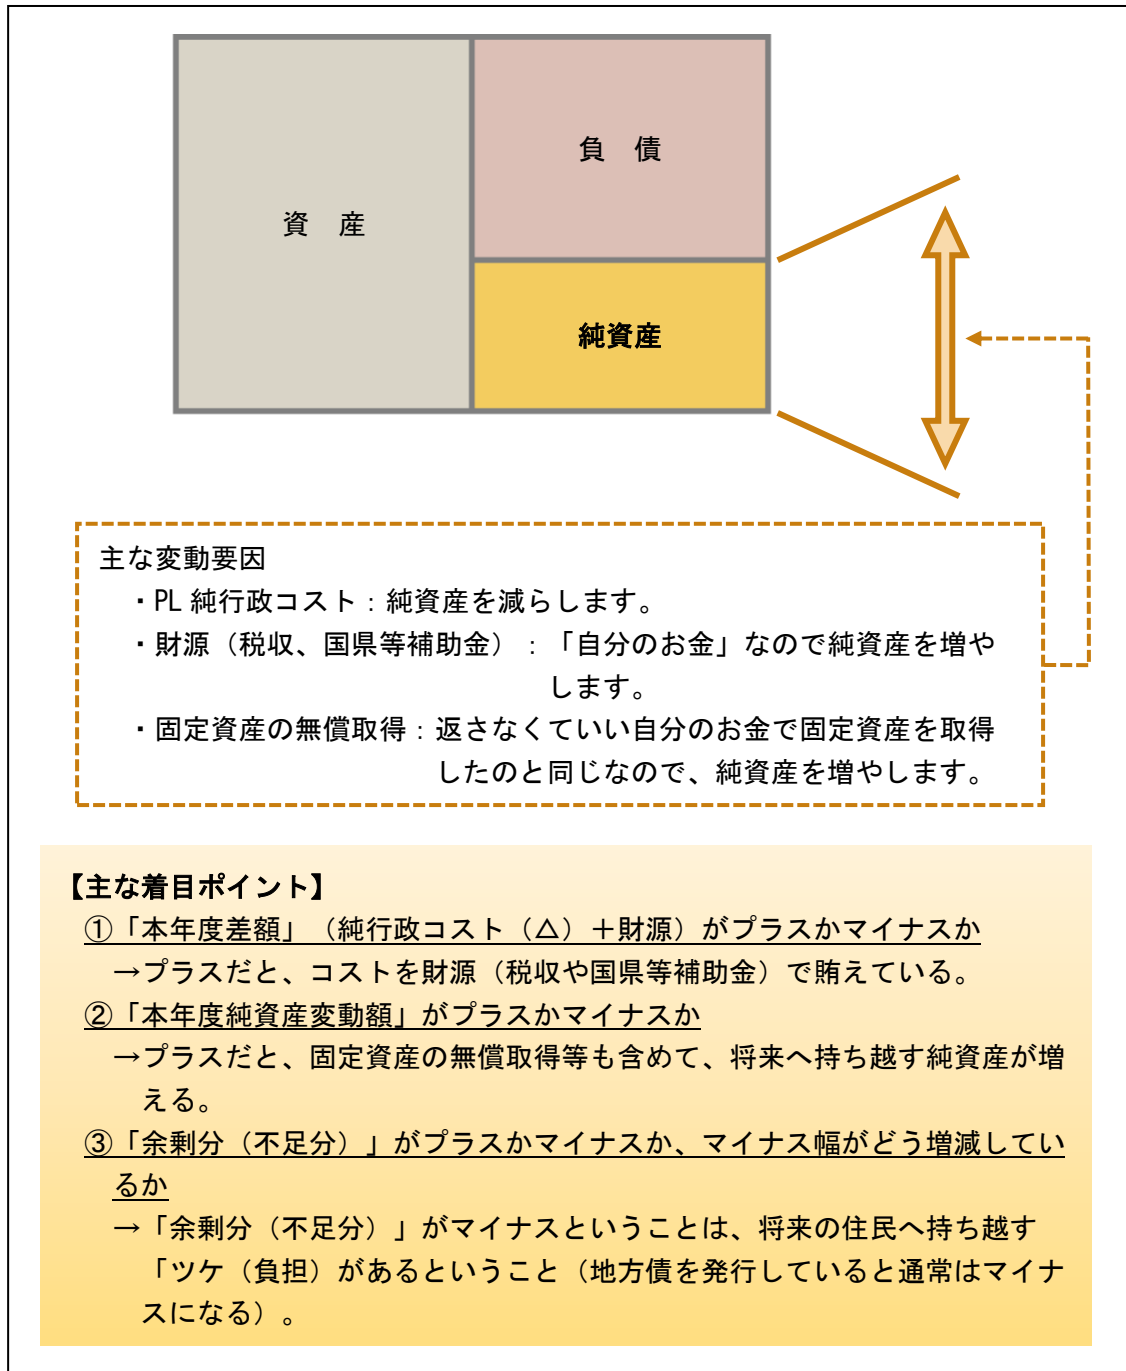 資　産
負　債
純資産
主な変動要因
・PL 純行政コスト：純資産を減らします。
・財源（税収、国県等補助金）：「自分のお金」なので純資産を増や
します。
・固定資産の無償取得：返さなくていい自分のお金で固定資産を取得
したのと同じなので、純資産を増やします。
【主な着目ポイント】
①「本年度差額」（純行政コスト（△）＋財源）がプラスかマイナスか
→プラスだと、コストを財源（税収や国県等補助金）で賄えている。
②「本年度純資産変動額」がプラスかマイナスか
→プラスだと、固定資産の無償取得等も含めて、将来へ持ち越す純資産が増
える。
③「余剰分（不足分）」がプラスかマイナスか、マイナス幅がどう増減してい
るか
→「余剰分（不足分）」がマイナスということは、将来の住民へ持ち越す
「ツケ（負担）があるということ（地方債を発行していると通常はマイナ
スになる）。